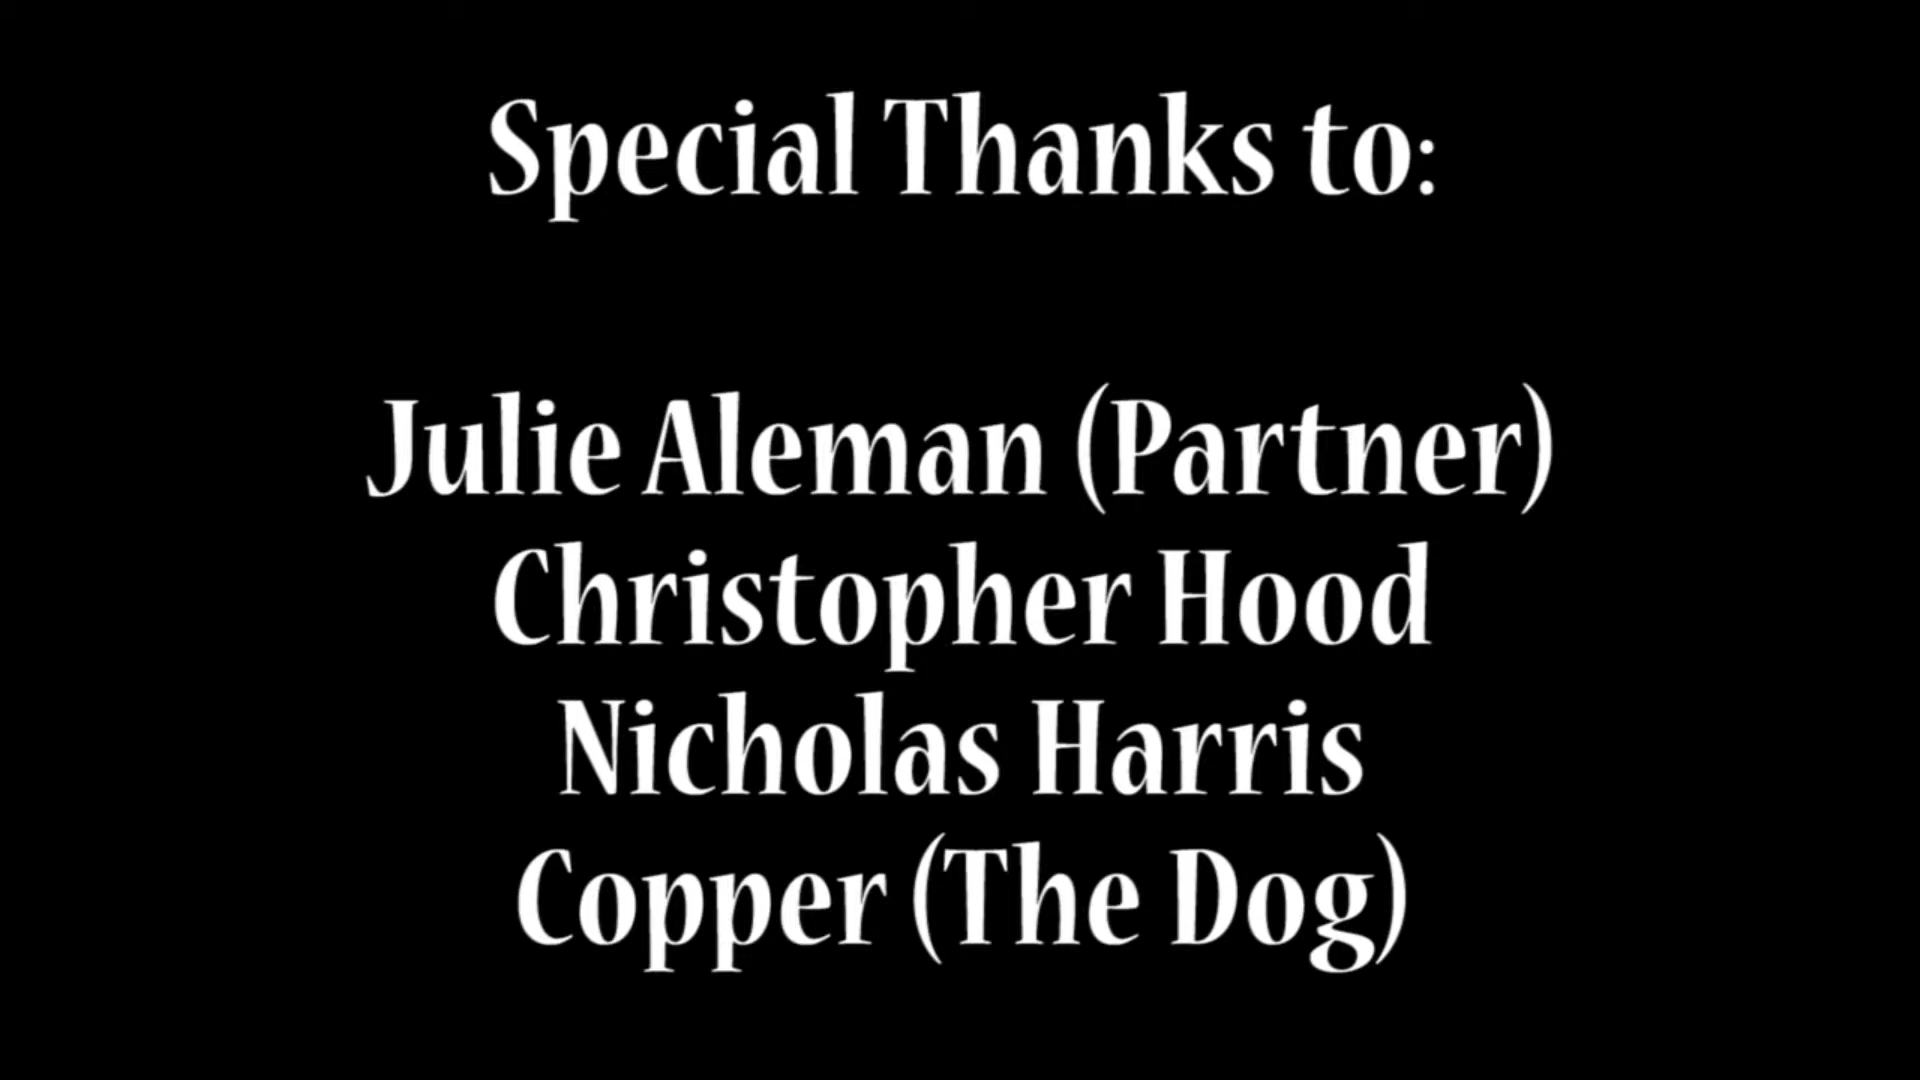 Special Thanks to:
Julie Aleman (Partner)
Christopher Hood
Nicholas Harris
Copper (The Dog)